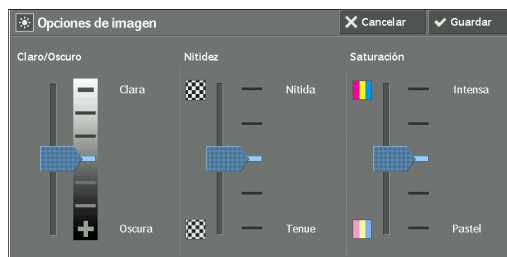 Opciones de imagen
Cancelar
Guardar
Claro/Oscuro
Nitidez
Saturación
Clara
Nítida
Intensa
Oscura
Tenue
Pastel